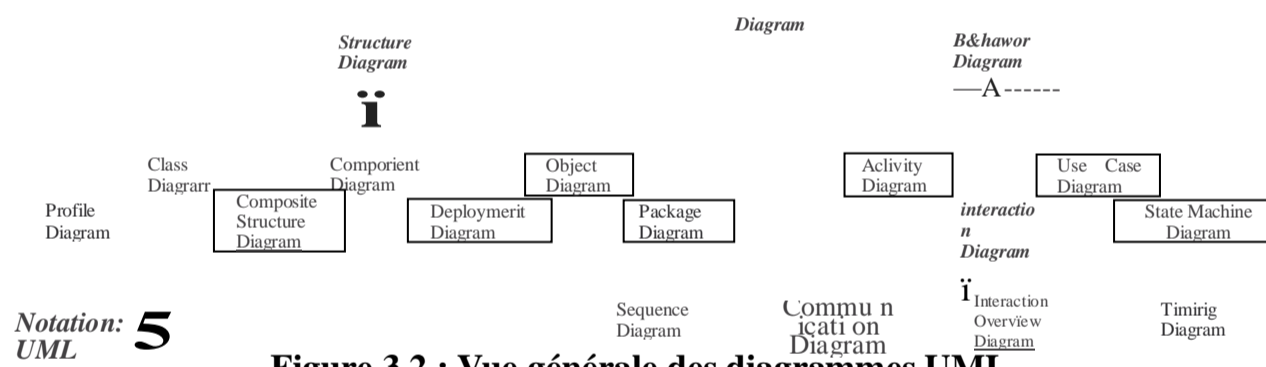 Diagram
Structure
Diagram
B&hawor
Diagram
ï
—A------
Class
Diagrarr
Comporient
Diagram
Object
Diagram
Aclivity
Diagram
Use Case
Diagram
Profile
Diagram
Composite
Structure
Diagram
Deploymerit
Diagram
Package
Diagram
interactio
n
Diagram
State Machine
Diagram
Notation:
UML
5
Sequence
Diagram
Commu n
icati on
Diagram
ï
Interaction
Overvïew
Diagram
Timirig
Diagram
Figure 3.2 : Vue générale des diagrammes UML